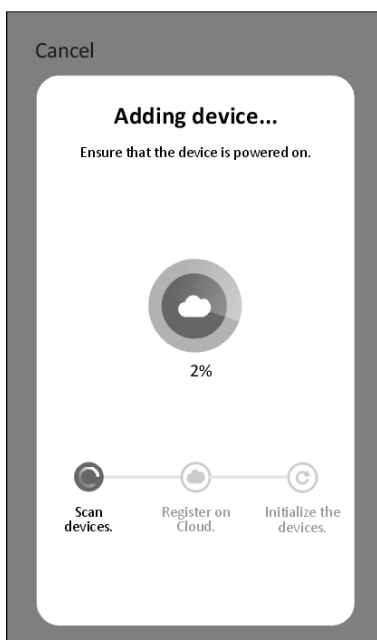 Cancel
Adding device...
Ensure that the device is powered on.
2%
Scan
devices.
Register on
Cloud.
Initialize the
devices.